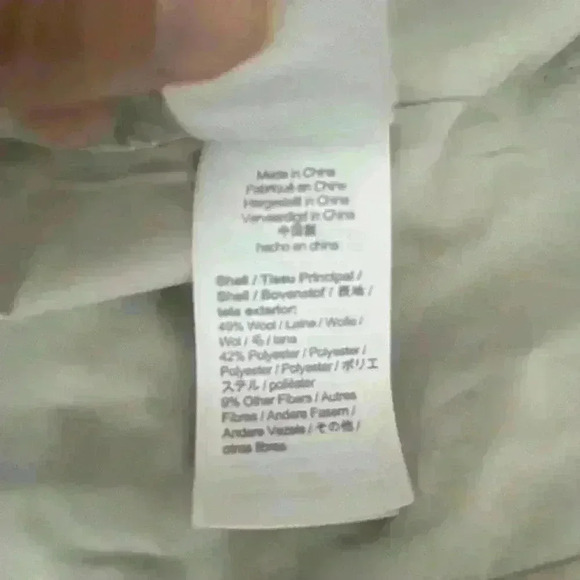 Made in China
Fabriqué en Chine
Hergestellt in China
Vervaardigd in China
中国製
hecho en china
Shell / Tissu Principal /
Shell / Bovenstof / 表地 /
tela exterior:
49% Wool / Laine / Wolle /
Wol / 毛 / lana
42% Polyester / Polyester /
Polyester / Polyester / ポリエ
ステル / poliéster
9% Other Fibers / Autres
Fibres / Andere Fasern /
Andere Vezels / その他 /
otras fibras